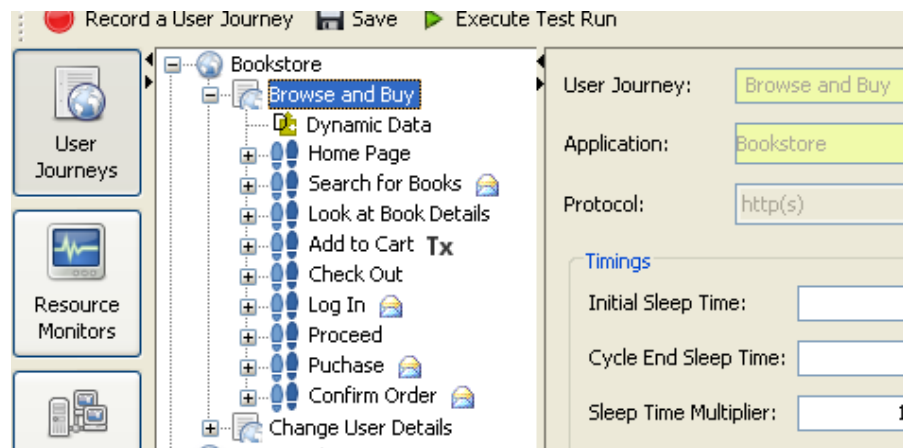 Record a User Journey Save Execute Test Run
User
Journeys
Resource
Monitors
Bookstore
Browse and Buy
Dynamic Data
Home Page
Search for Books
Look at Book Details
Add to Cart Tx
Check Out
Log In
Proceed
Puchase
Confirm Order
Change User Details
User Journey: Browse and Buy
Application: Bookstore
Protocol: http(s)
Timings
Initial Sleep Time:
Cycle End Sleep Time:
Sleep Time Multiplier: 1